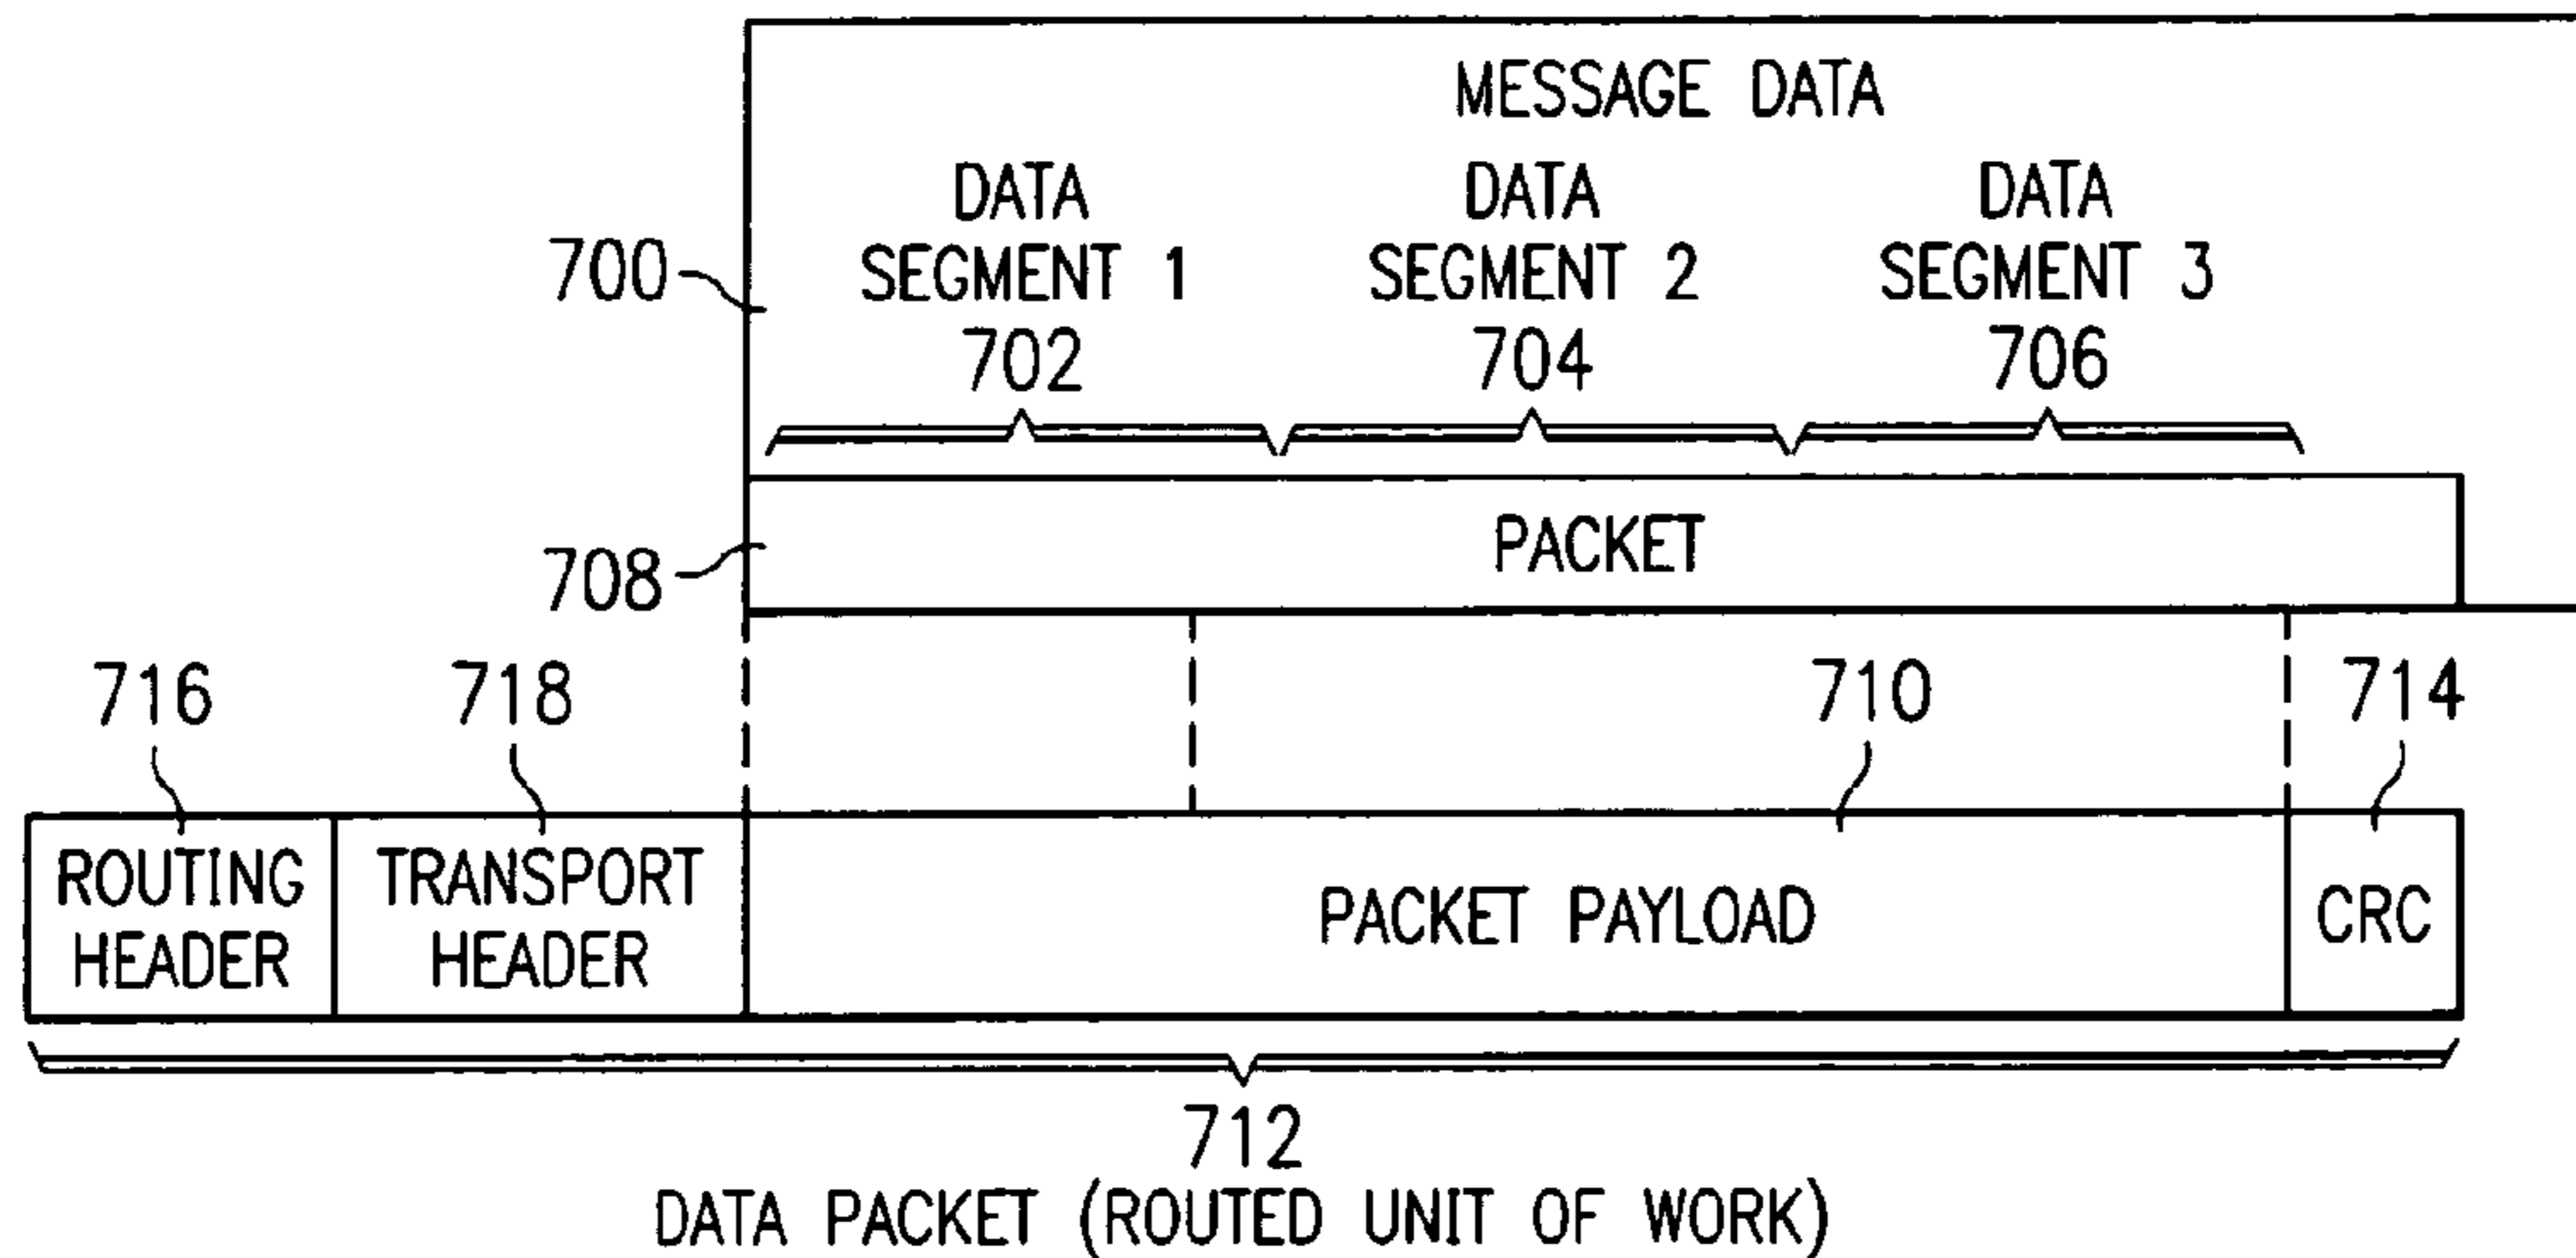 MESSAGE DATA
DATA SEGMENT 1
702
DATA SEGMENT 2
704
DATA SEGMENT 3
706
700
PACKET
708
716
718
710
714
ROUTING HEADER
TRANSPORT HEADER
PACKET PAYLOAD
CRC
712
DATA PACKET (ROUTED UNIT OF WORK)